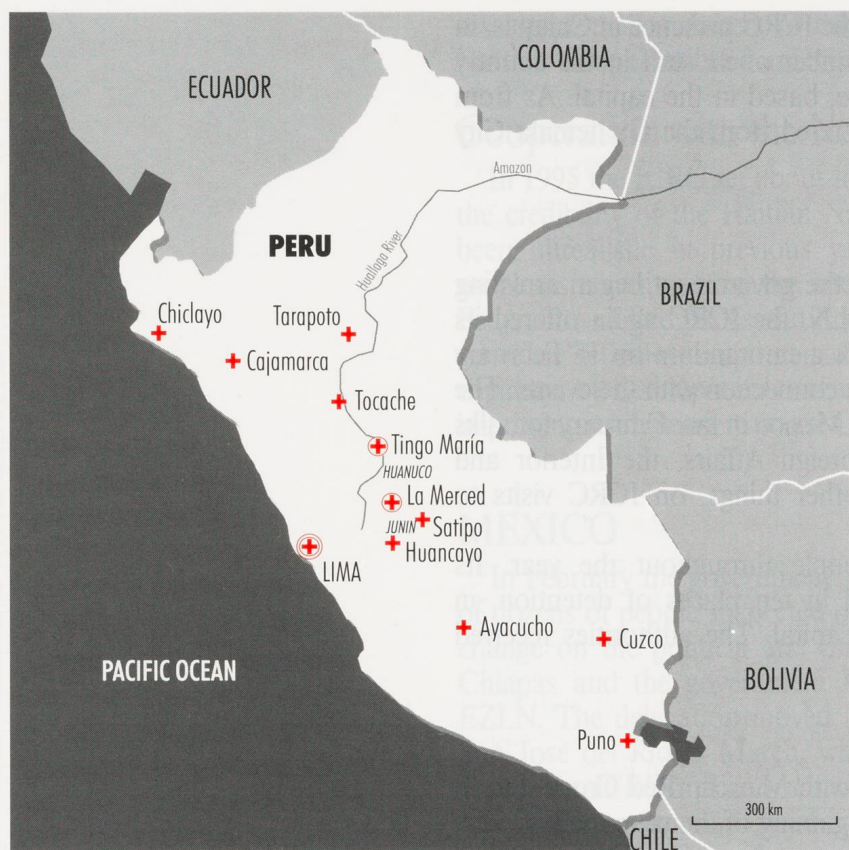 COLOMBIA
ECUADOR
Amazon
PERU
Huallaga River
BRAZIL
Chiclayo
Tarapoto
Cajamarca
Tocache
Tingo María
HUANUCO
La Merced
JUNIN
Satipo
Huancayo
LIMA
Ayacucho
Cuzco
PACIFIC OCEAN
BOLIVIA
Puno
300 km
CHILE